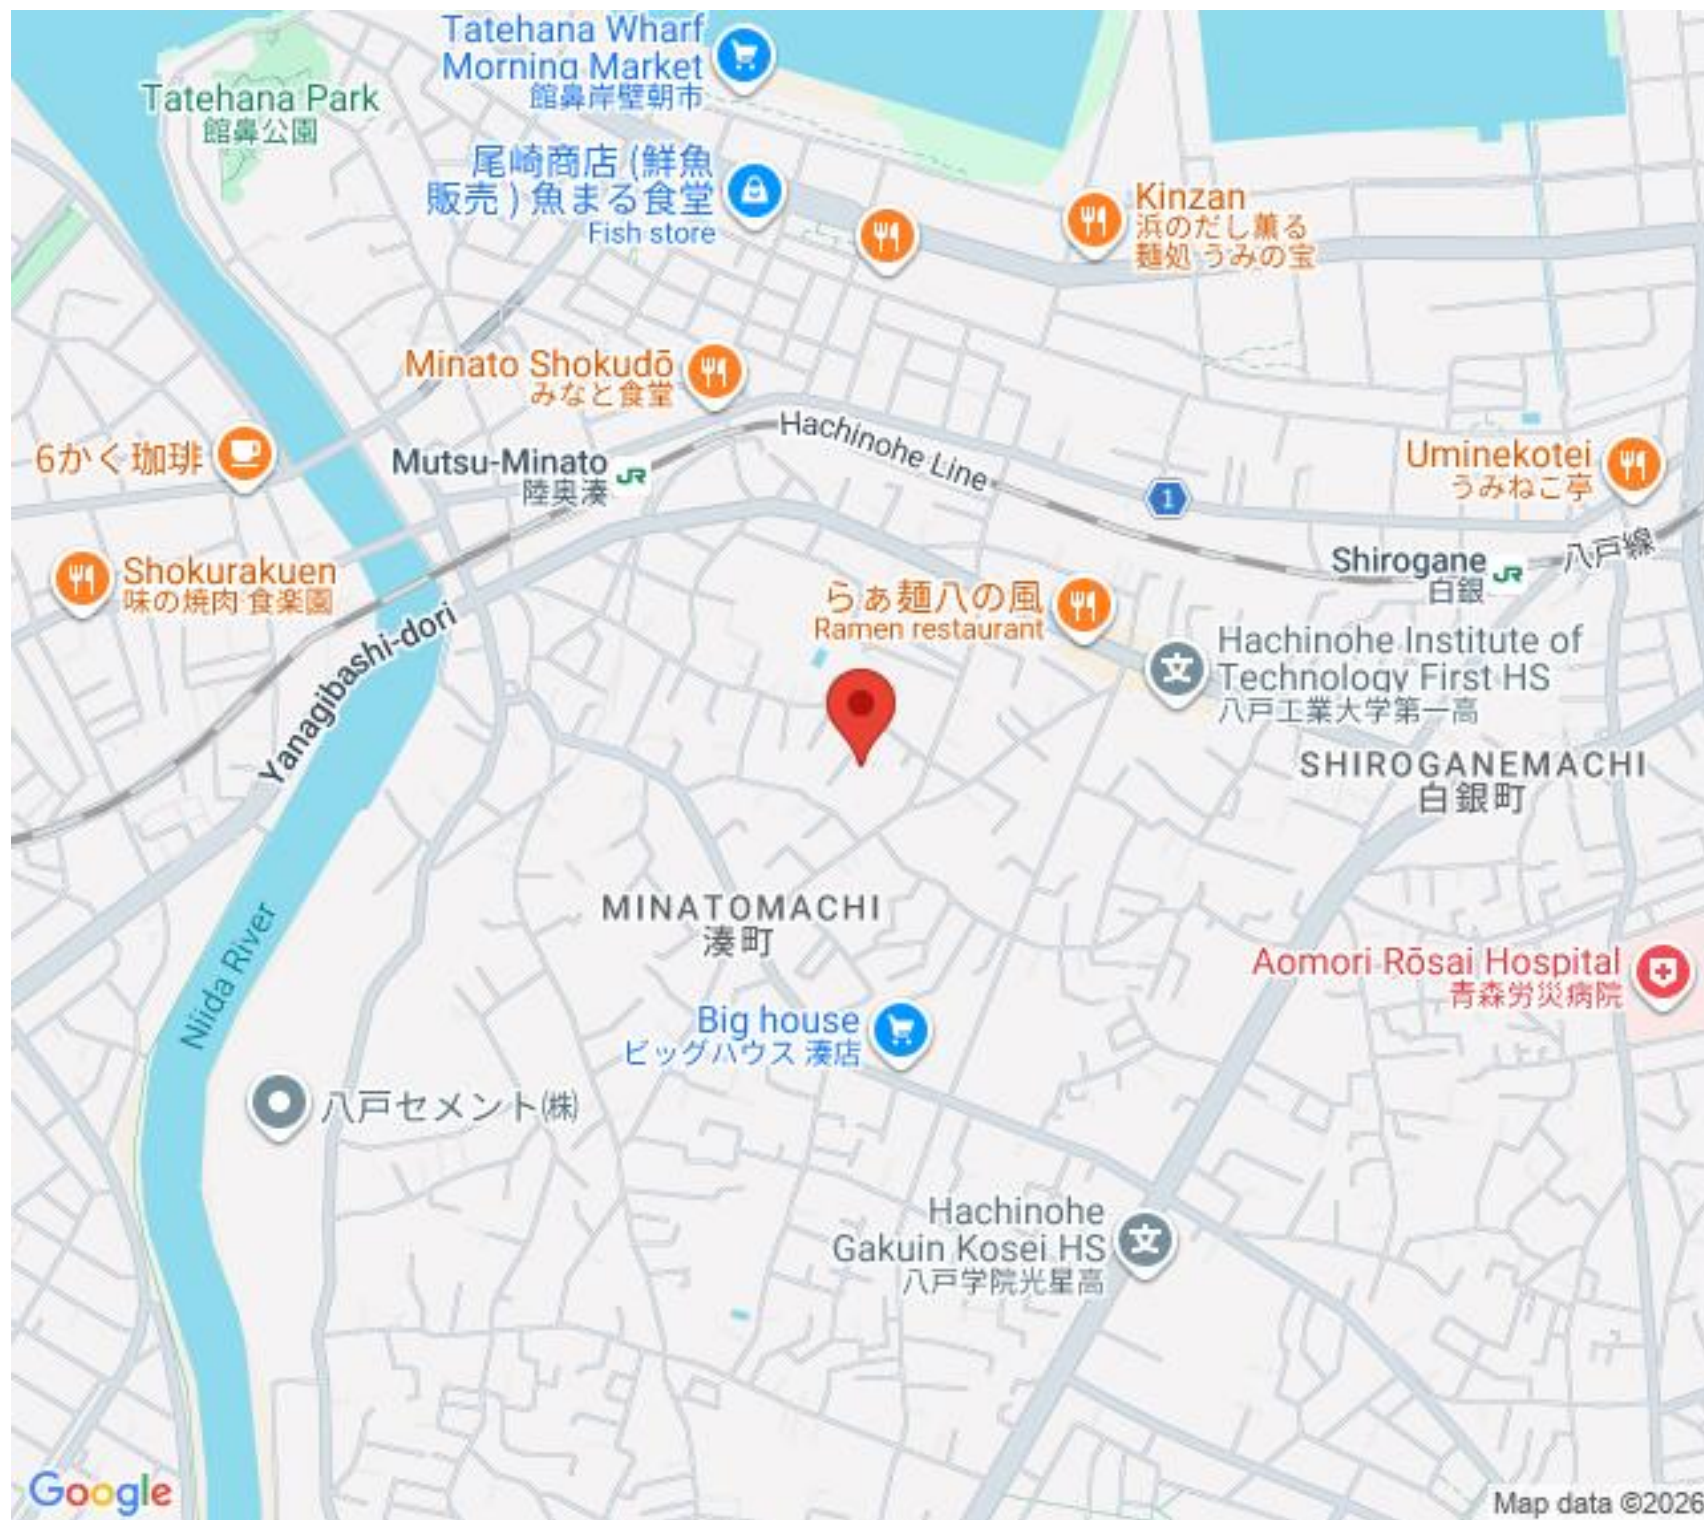 Tatehana Wharf
Morning Market
館鼻岸壁朝市
Tatehana Park
館鼻公園
尾崎商店 (鮮魚
販売 ) 魚まる食堂
Fish store
Kinzan
浜のだし薫る
麺処 うみの宝
Minato Shokudō
みなと食堂
Hachinohe Line
6かく珈琲
Mutsu-Minato
陸奥湊
JR
1
Uminekotei
うみねこ亭
Shokurakuen
味の焼肉 食楽園
Shirogane
白銀
JR
八戸線
らぁ麺八の風
Ramen restaurant
Yanagibashi-dori
Hachinohe Institute of
Technology First HS
八戸工業大学第一高
文
SHIROGANEMACHI
白銀町
MINATOMACHI
湊町
Niida River
Aomori Rōsai Hospital
青森労災病院
Big house
ビッグハウス 湊店
八戸セメント㈱
Hachinohe
Gakuin Kosei HS
八戸学院光星高
文
Google
Map data ©2026